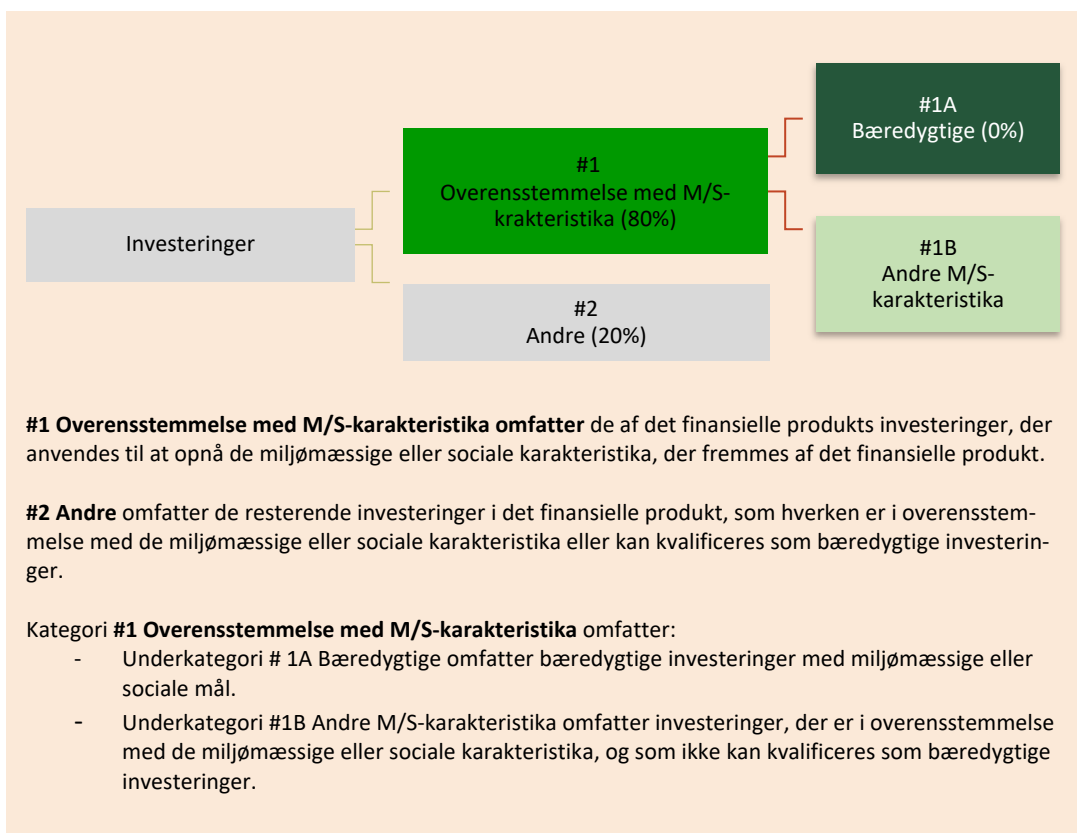 #1A
Bæredygtige (0%)
#1
Overensstemmelse med M/S-
krakteristika (80%)
Investeringer
#1B
Andre M/S-
karakteristika
#2
Andre (20%)
#1 Overensstemmelse med M/S-karakteristika omfatter de af det finansielle produkts investeringer, der
anvendes til at opnå de miljømæssige eller sociale karakteristika, der fremmes af det finansielle produkt.
#2 Andre omfatter de resterende investeringer i det finansielle produkt, som hverken er i overensstem-
melse med de miljømæssige eller sociale karakteristika eller kan kvalificeres som bæredygtige investerin-
ger.
Kategori #1 Overensstemmelse med M/S-karakteristika omfatter:
- Underkategori # 1A Bæredygtige omfatter bæredygtige investeringer med miljømæssige eller
sociale mål.
- Underkategori #1B Andre M/S-karakteristika omfatter investeringer, der er i overensstemmelse
med de miljømæssige eller sociale karakteristika, og som ikke kan kvalificeres som bæredygtige
investeringer.